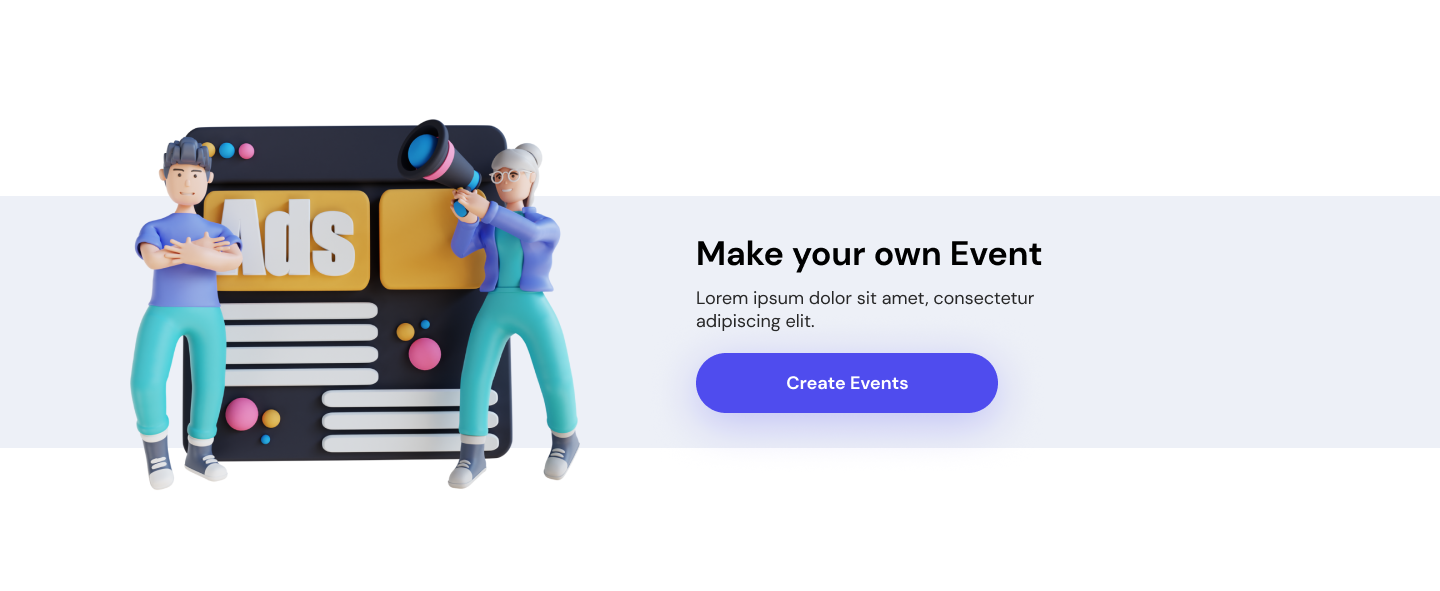 Ads
Make your own Event
Lorem ipsum dolor sit amet, consectetur
adipiscing elit.
Create Events